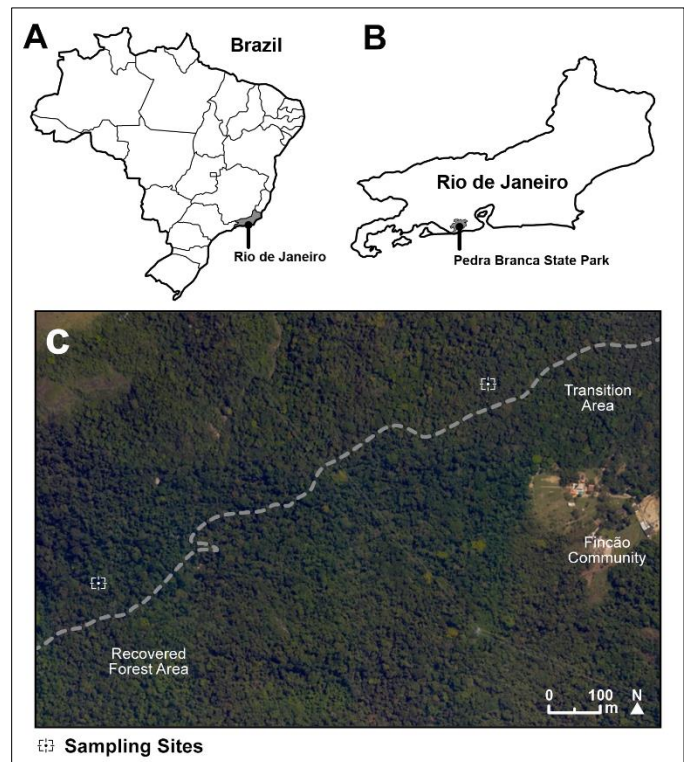 A
Brazil
Rio de Janeiro
B
Rio de Janeiro
Pedra Branca State Park
C
Transition
Area
Fincão
Community
Recovered
Forest Area
0 100
m
N
Sampling Sites